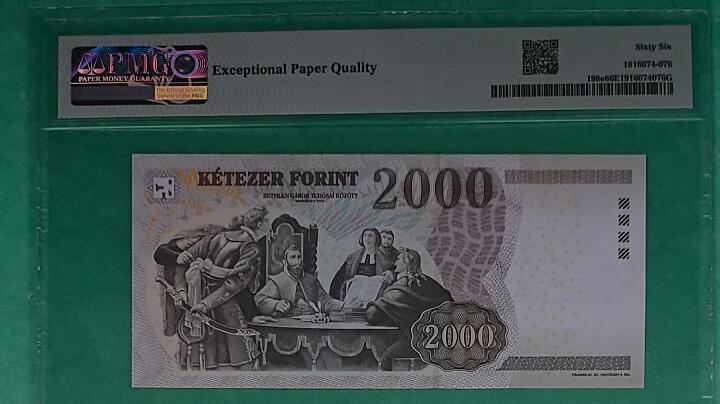 PMG
PAPER MONEY GUARANTY
The Official Grading
Service of the PNG
Exceptional Paper Quality
Sixty Six
1916074-076
198e66E1916074076G
KÉTEZER FORINT
2000
BETHLEN GÁBOR TUDÓSAI KÖZÖTT
2000